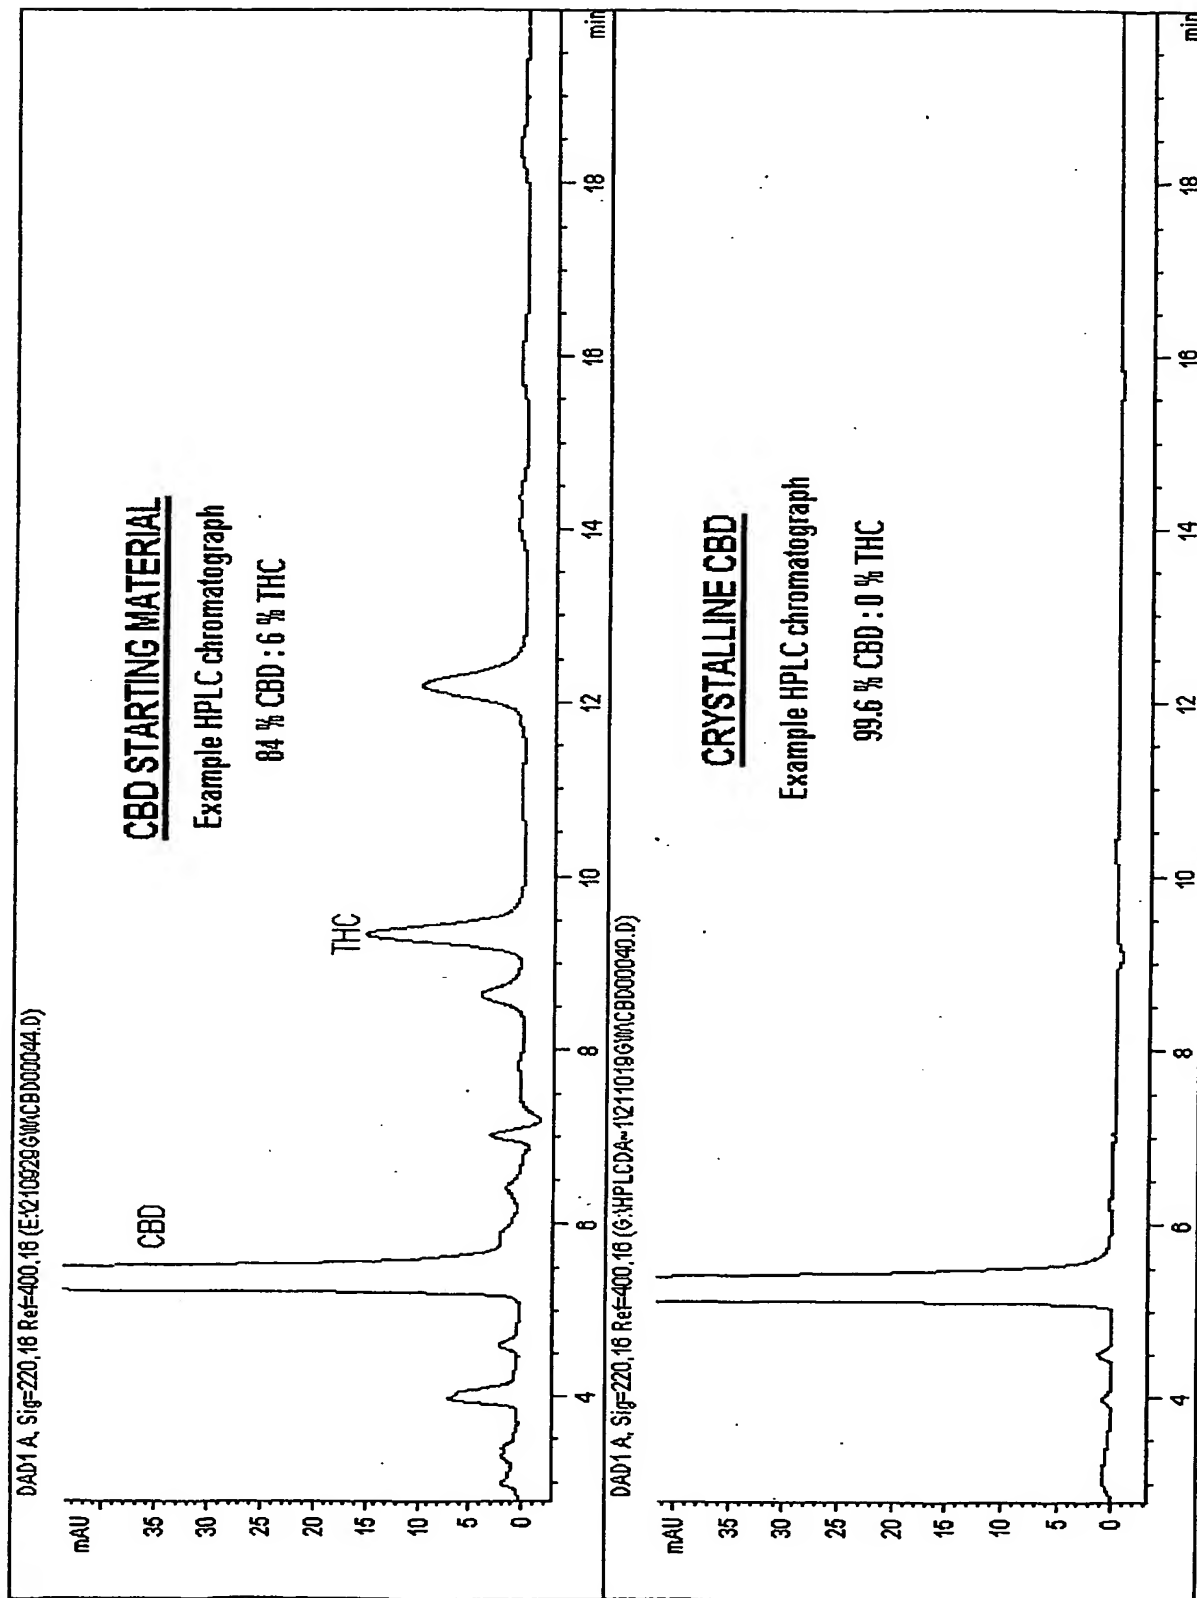 DAD1 A, Sig=220,16 Ref=400,16 (E:\210929GW\CBD00044.D)
mAU
35
30
25
20
15
10
5
0
CBD
THC
CBD STARTING MATERIAL
Example HPLC chromatograph
84 % CBD : 6 % THC
4
6
8
10
12
14
16
18
min
DAD1 A, Sig=220,16 Ref=400,16 (G:\HPLCDA~1\211019GW\CBD00040.D)
mAU
35
30
25
20
15
10
5
0
CRYSTALLINE CBD
Example HPLC chromatograph
99.6 % CBD : 0 % THC
4
6
8
10
12
14
16
18
min